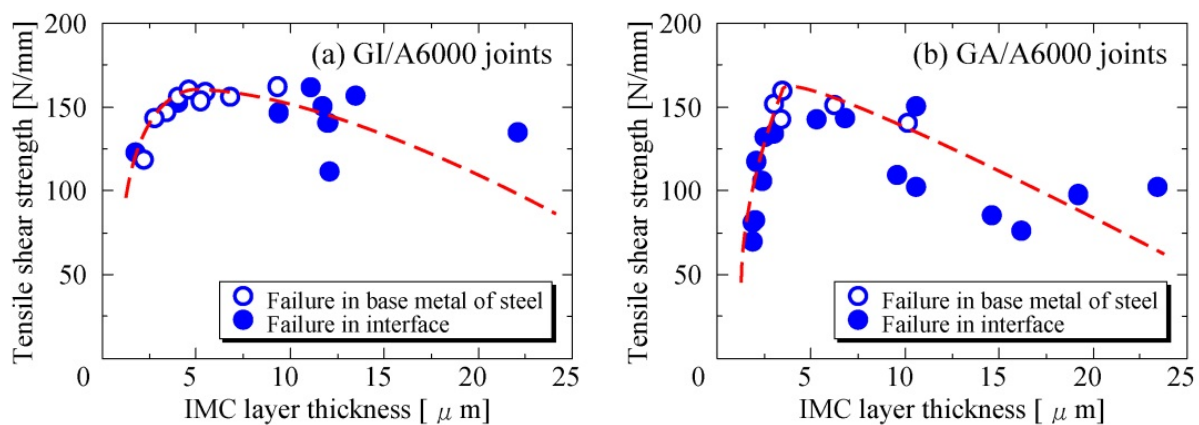 Tensile shear strength [N/mm]
200
150
100
50
0
5
10
15
20
25
IMC layer thickness [ μ m]
(a) GI/A6000 joints
Failure in base metal of steel
Failure in interface
Tensile shear strength [N/mm]
200
150
100
50
0
5
10
15
20
25
IMC layer thickness [ μ m]
(b) GA/A6000 joints
Failure in base metal of steel
Failure in interface